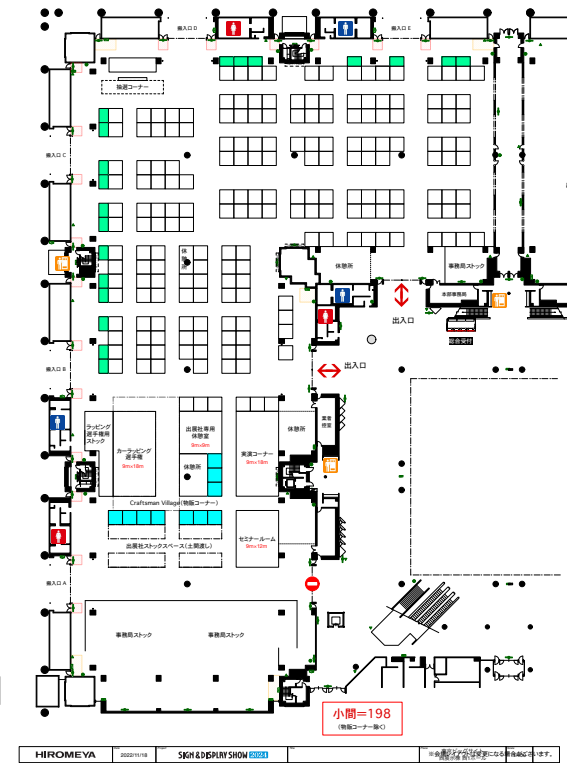 搬入口 D
搬入口 E
抽選コーナー
搬入口 C
休憩所
休憩所
事務局ストック
本部事務局
出入口
総合受付
出入口
搬入口 B
ラッピング
選手権用
ストック
カーラッピング
選手権
9m×18m
出展社専用
休憩室
9m×9m
休憩所
実演コーナー
9m×18m
休憩所
業者
控室
Craftsman Village(物販コーナー)
出展社ストックスペース(土間渡し)
セミナールーム
9m×12m
搬入口 A
事務局ストック
事務局ストック
小間=198
(物販コーナー除く)
HIROMEYA
2022/11/18
SIGN & DISPLAY SHOW 2024